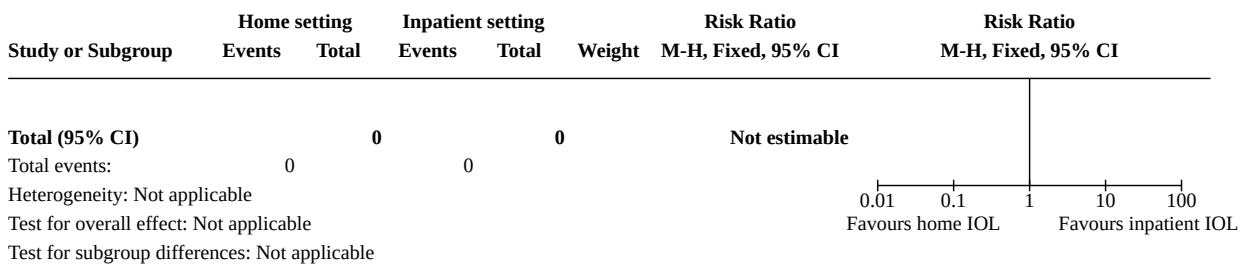 Home setting Inpatient setting Risk Ratio Risk Ratio
Study or Subgroup Events Total Events Total Weight M-H, Fixed, 95% CI M-H, Fixed, 95% CI
Total (95% CI) 0 0 Not estimable
Total events: 0 0
Heterogeneity: Not applicable
0.01 0.1 1 10 100
Test for overall effect: Not applicable
Favours home IOL Favours inpatient IOL
Test for subgroup differences: Not applicable